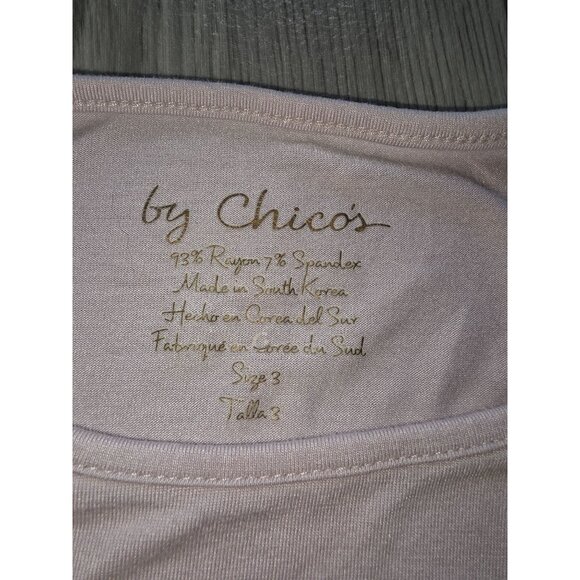 by Chico's
93% Rayon 7% Spandex
Made in South Korea
Hecho en Corea del Sur
Fabriqué en Corée du Sud
Size 3
Talla 3